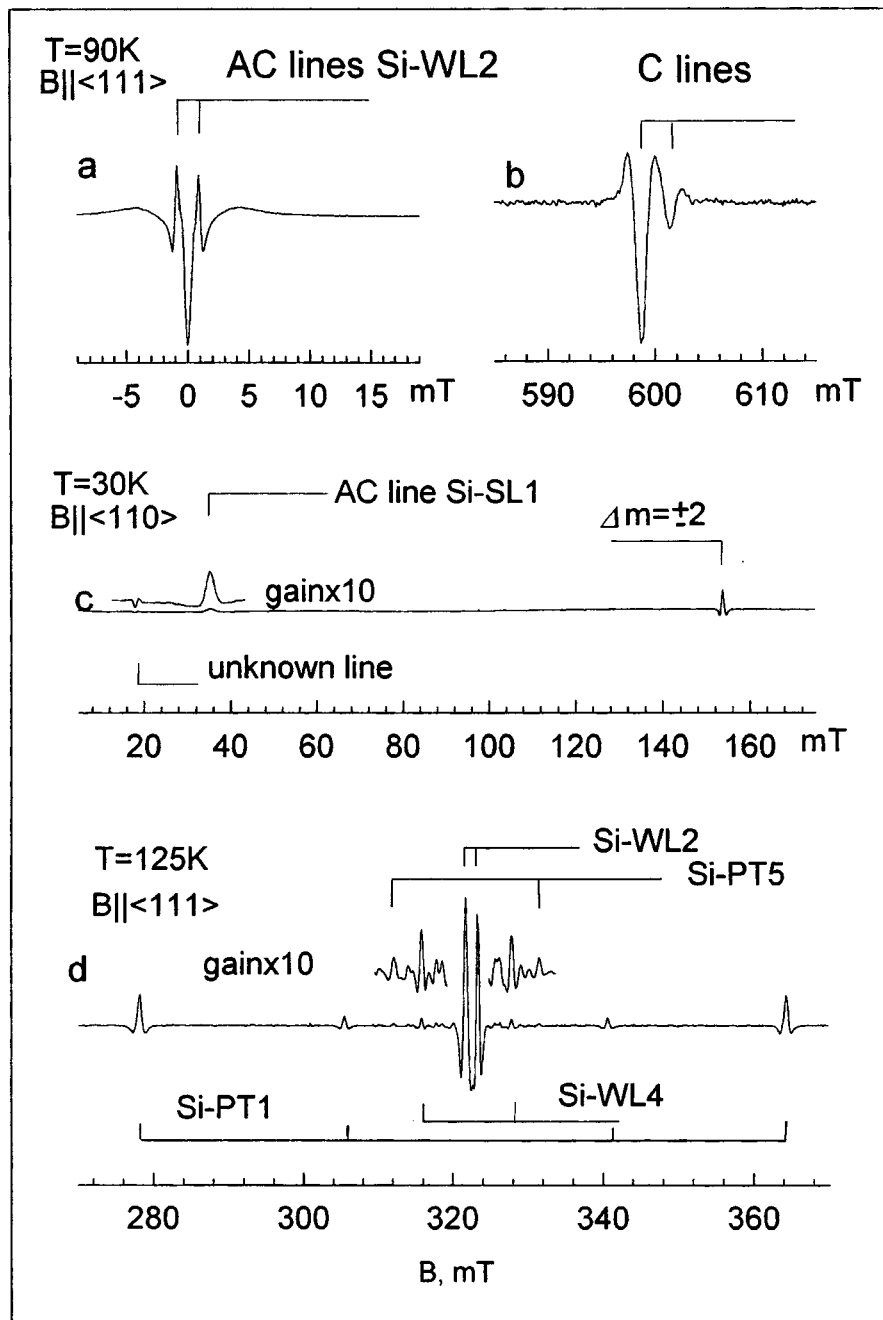 T=90K
B||<111>
AC lines Si-WL2
C lines
a
b
-5 0 5 10 15 mT
590 600 610 mT
T=30K
B||<110>
AC line Si-SL1
Δm=±2
c
gainx10
unknown line
20 40 60 80 100 120 140 160 mT
Si-WL2
T=125K
Si-PT5
B||<111>
d
gainx10
Si-PT1
Si-WL4
280 300 320 340 360
B, mT